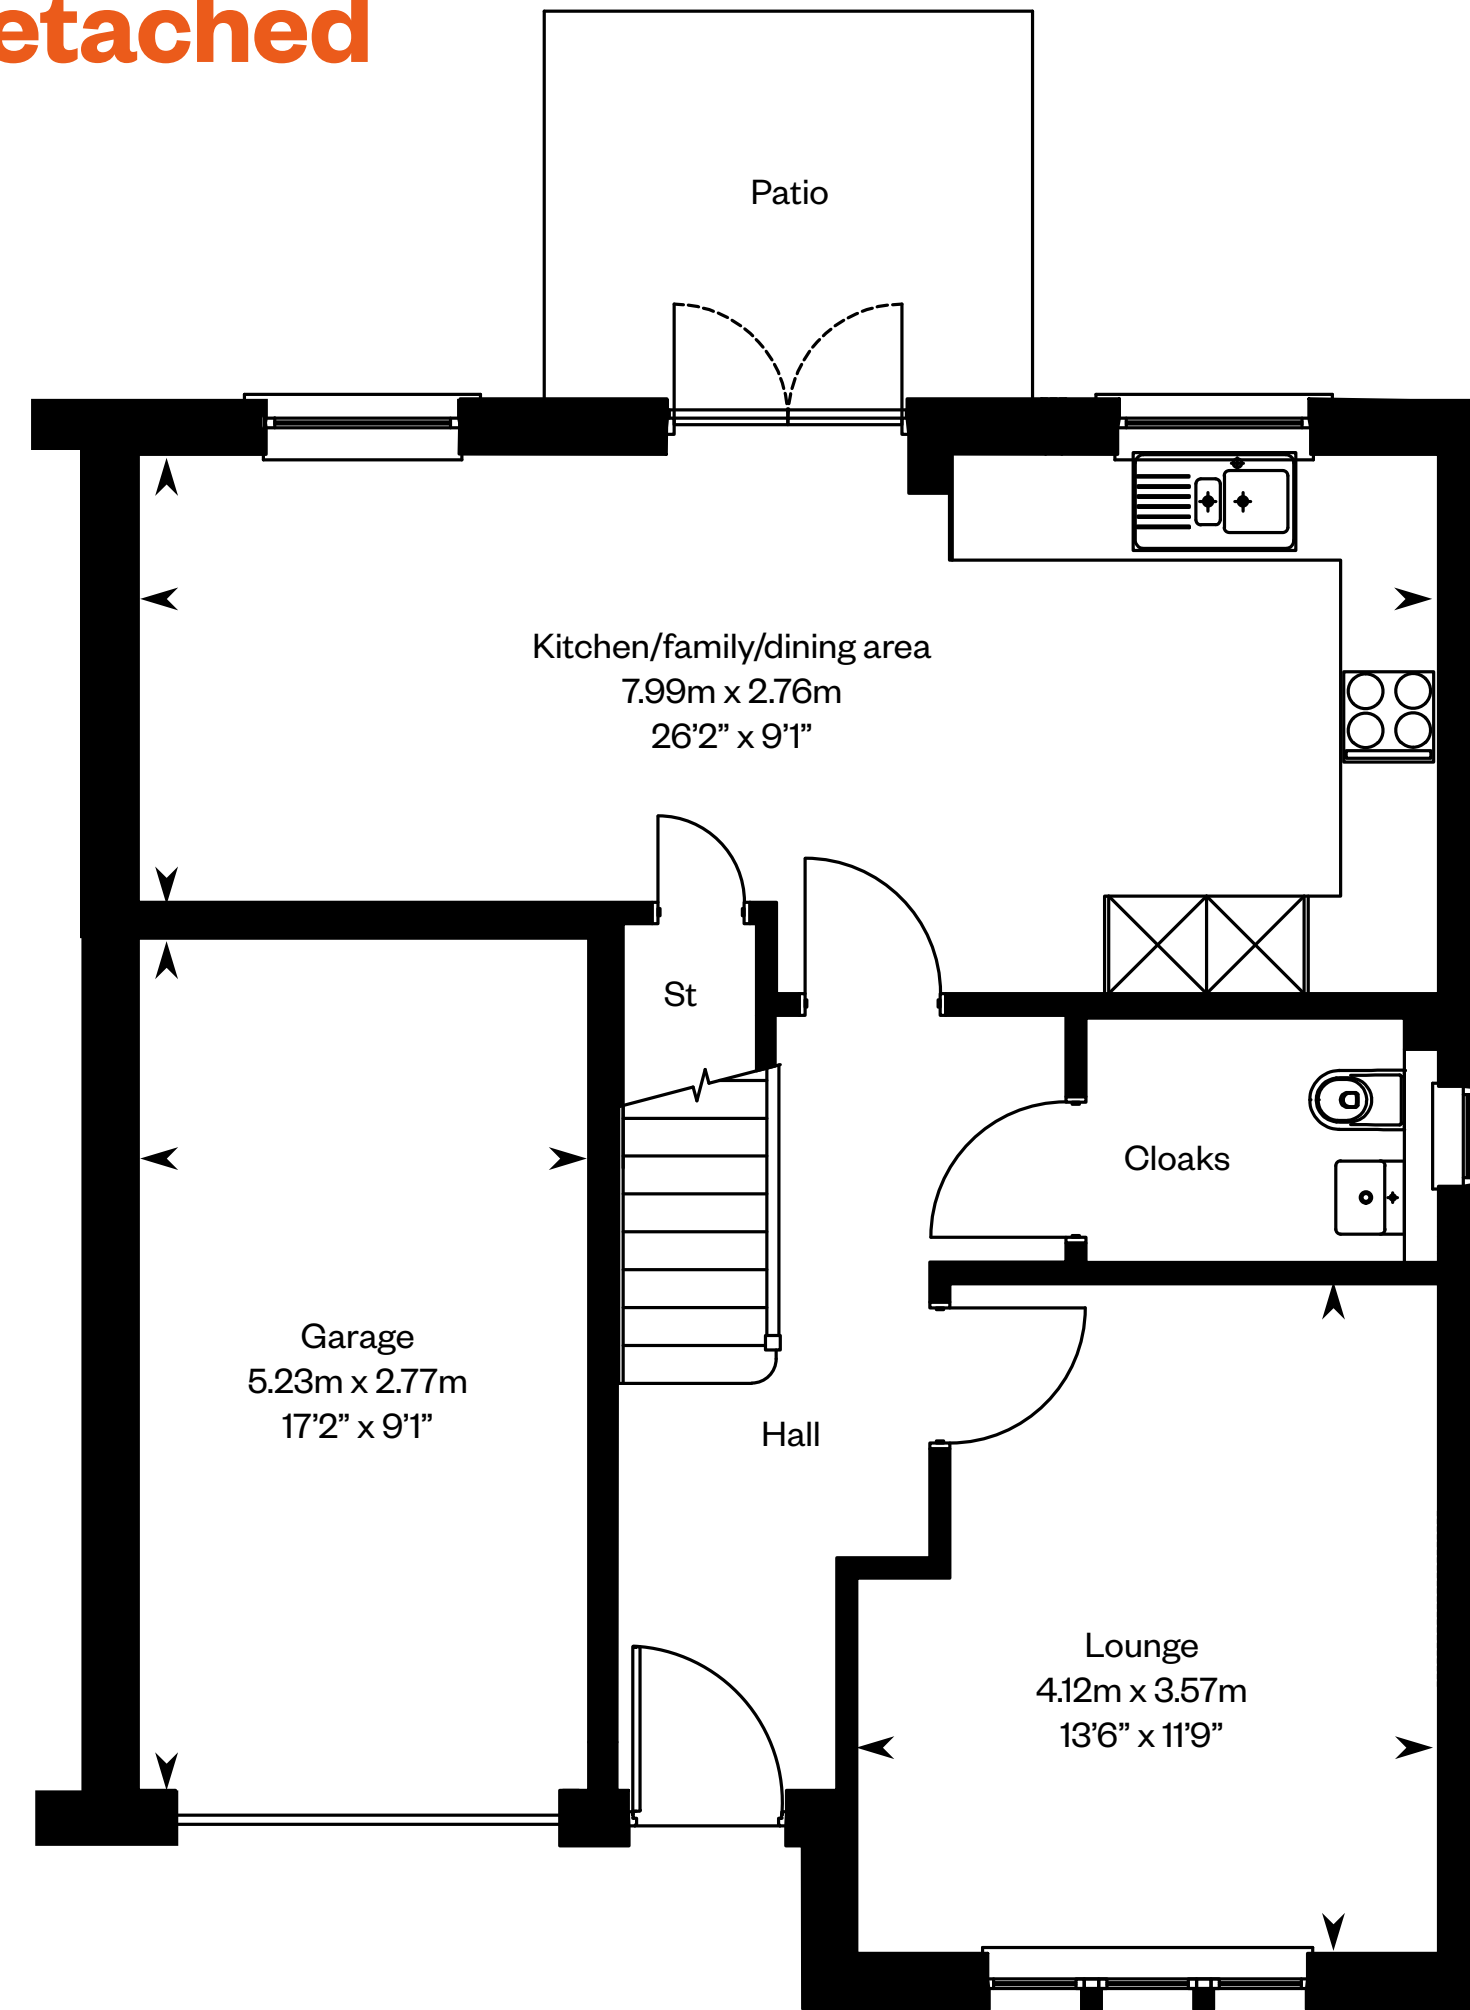 etached
Patio
Kitchen/family/dining area
7.99m x 2.76m
26’2” x 9’1”
St
Cloaks
Garage
5.23m x 2.77m
17’2” x 9’1”
Hall
Lounge
4.12m x 3.57m
13’6” x 11’9”